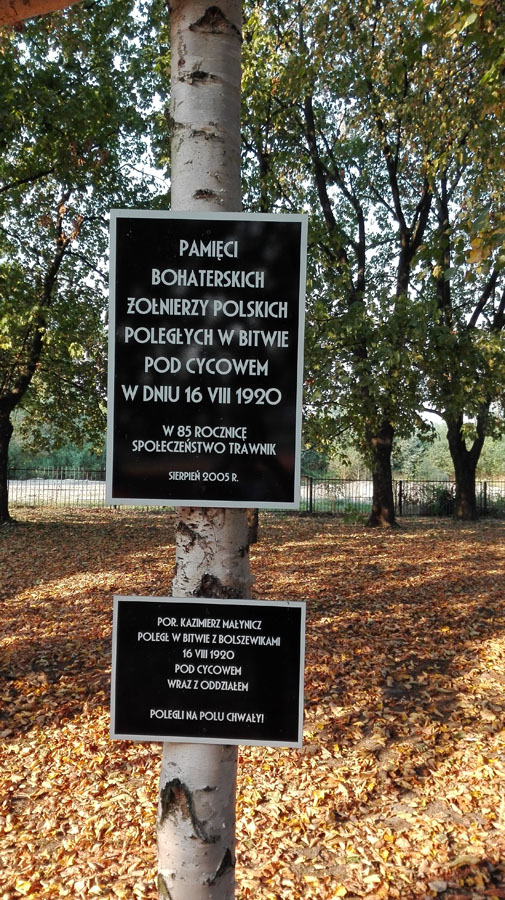 PAMIĘCI
BOHATERSKICH
ŻOŁNIERZY POLSKICH
POLEGŁYCH W BITWIE
POD CYCOWEM
W DNIU 16 VIII 1920
W 85 ROCZNICĘ
SPOŁECZEŃSTWO TRAWNIK
SIERPIEŃ 2005 R.
POR. KAZIMIERZ MAŁYNICZ
POLEGŁ W BITWIE Z BOLSZEWIKAMI
16 VIII 1920
POD CYCOWEM
WRAZ Z ODDZIAŁEM
POLEGLI NA POLU CHWAŁY!